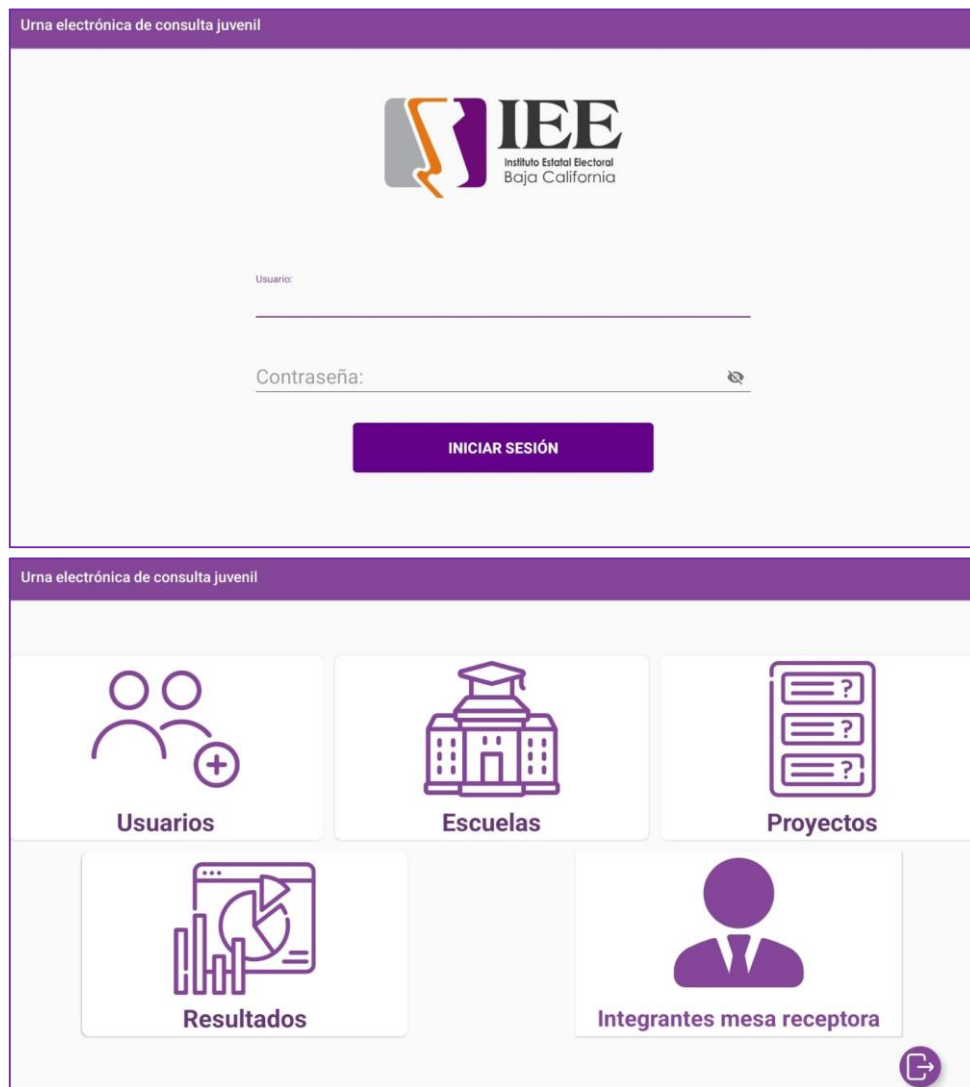 Urna electrónica de consulta juvenil
IEE
Instituto Estatal Electoral
Baja California
Usuario:
Contraseña:
INICIAR SESIÓN
Urna electrónica de consulta juvenil
?
?
?
Usuarios
Escuelas
Proyectos
Resultados
Integrantes mesa receptora